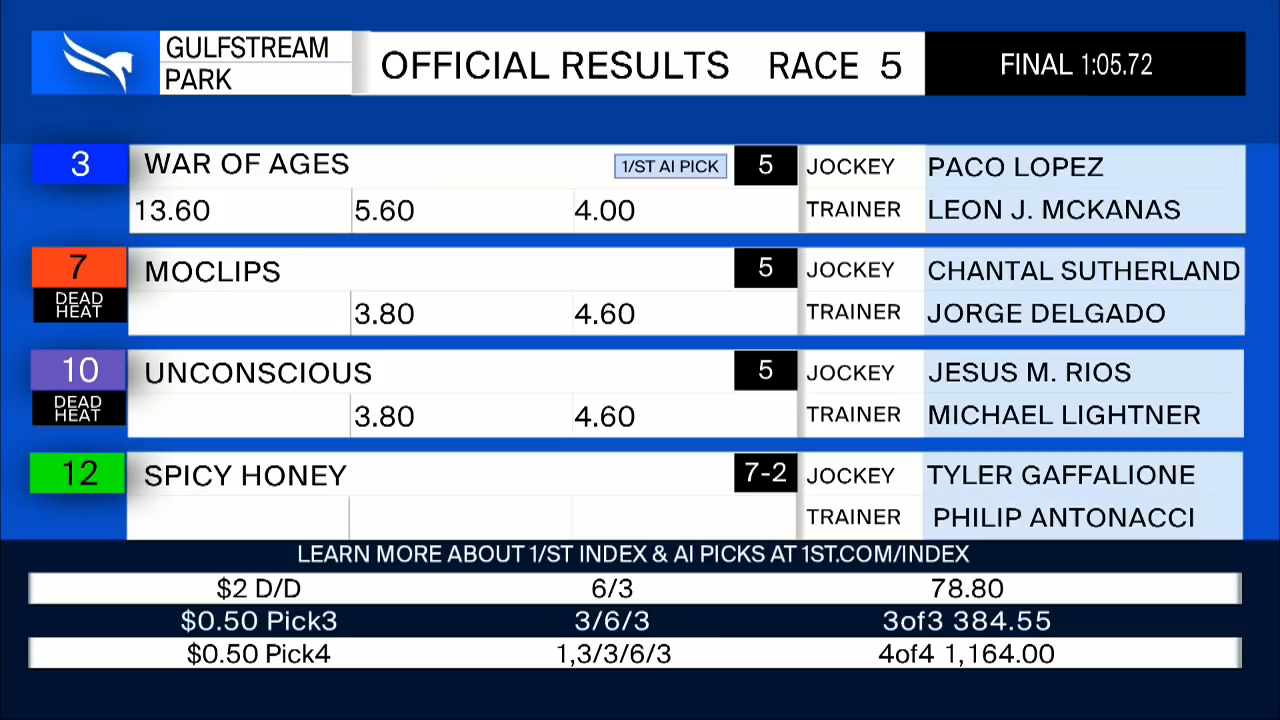 GULFSTREAM
PARK
OFFICIAL RESULTS RACE 5
FINAL 1:05.72
3 WAR OF AGES 1/ST AI PICK 5 JOCKEY PACO LOPEZ
13.60 5.60 4.00 TRAINER LEON J. MCKANAS
7 MOCLIPS 5 JOCKEY CHANTAL SUTHERLAND
DEAD
HEAT
3.80 4.60 TRAINER JORGE DELGADO
10 UNCONSCIOUS 5 JOCKEY JESUS M. RIOS
DEAD
HEAT
3.80 4.60 TRAINER MICHAEL LIGHTNER
12 SPICY HONEY 7-2 JOCKEY TYLER GAFFALIONE
TRAINER PHILIP ANTONACCI
LEARN MORE ABOUT 1/ST INDEX & AI PICKS AT 1ST.COM/INDEX
$2 D/D 6/3 78.80
$0.50 Pick3 3/6/3 3of3 384.55
$0.50 Pick4 1,3/3/6/3 4of4 1,164.00